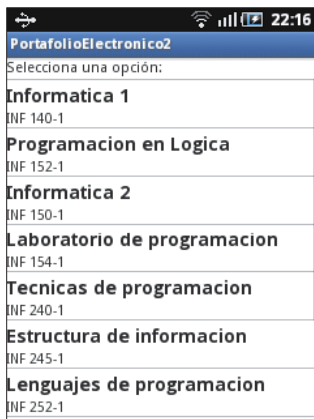 22:16
PortafolioElectronico2
Selecciona una opción:
Informatica 1
INF 140-1
Programacion en Logica
INF 152-1
Informatica 2
INF 150-1
Laboratorio de programacion
INF 154-1
Tecnicas de programacion
INF 240-1
Estructura de informacion
INF 245-1
Lenguajes de programacion
INF 252-1